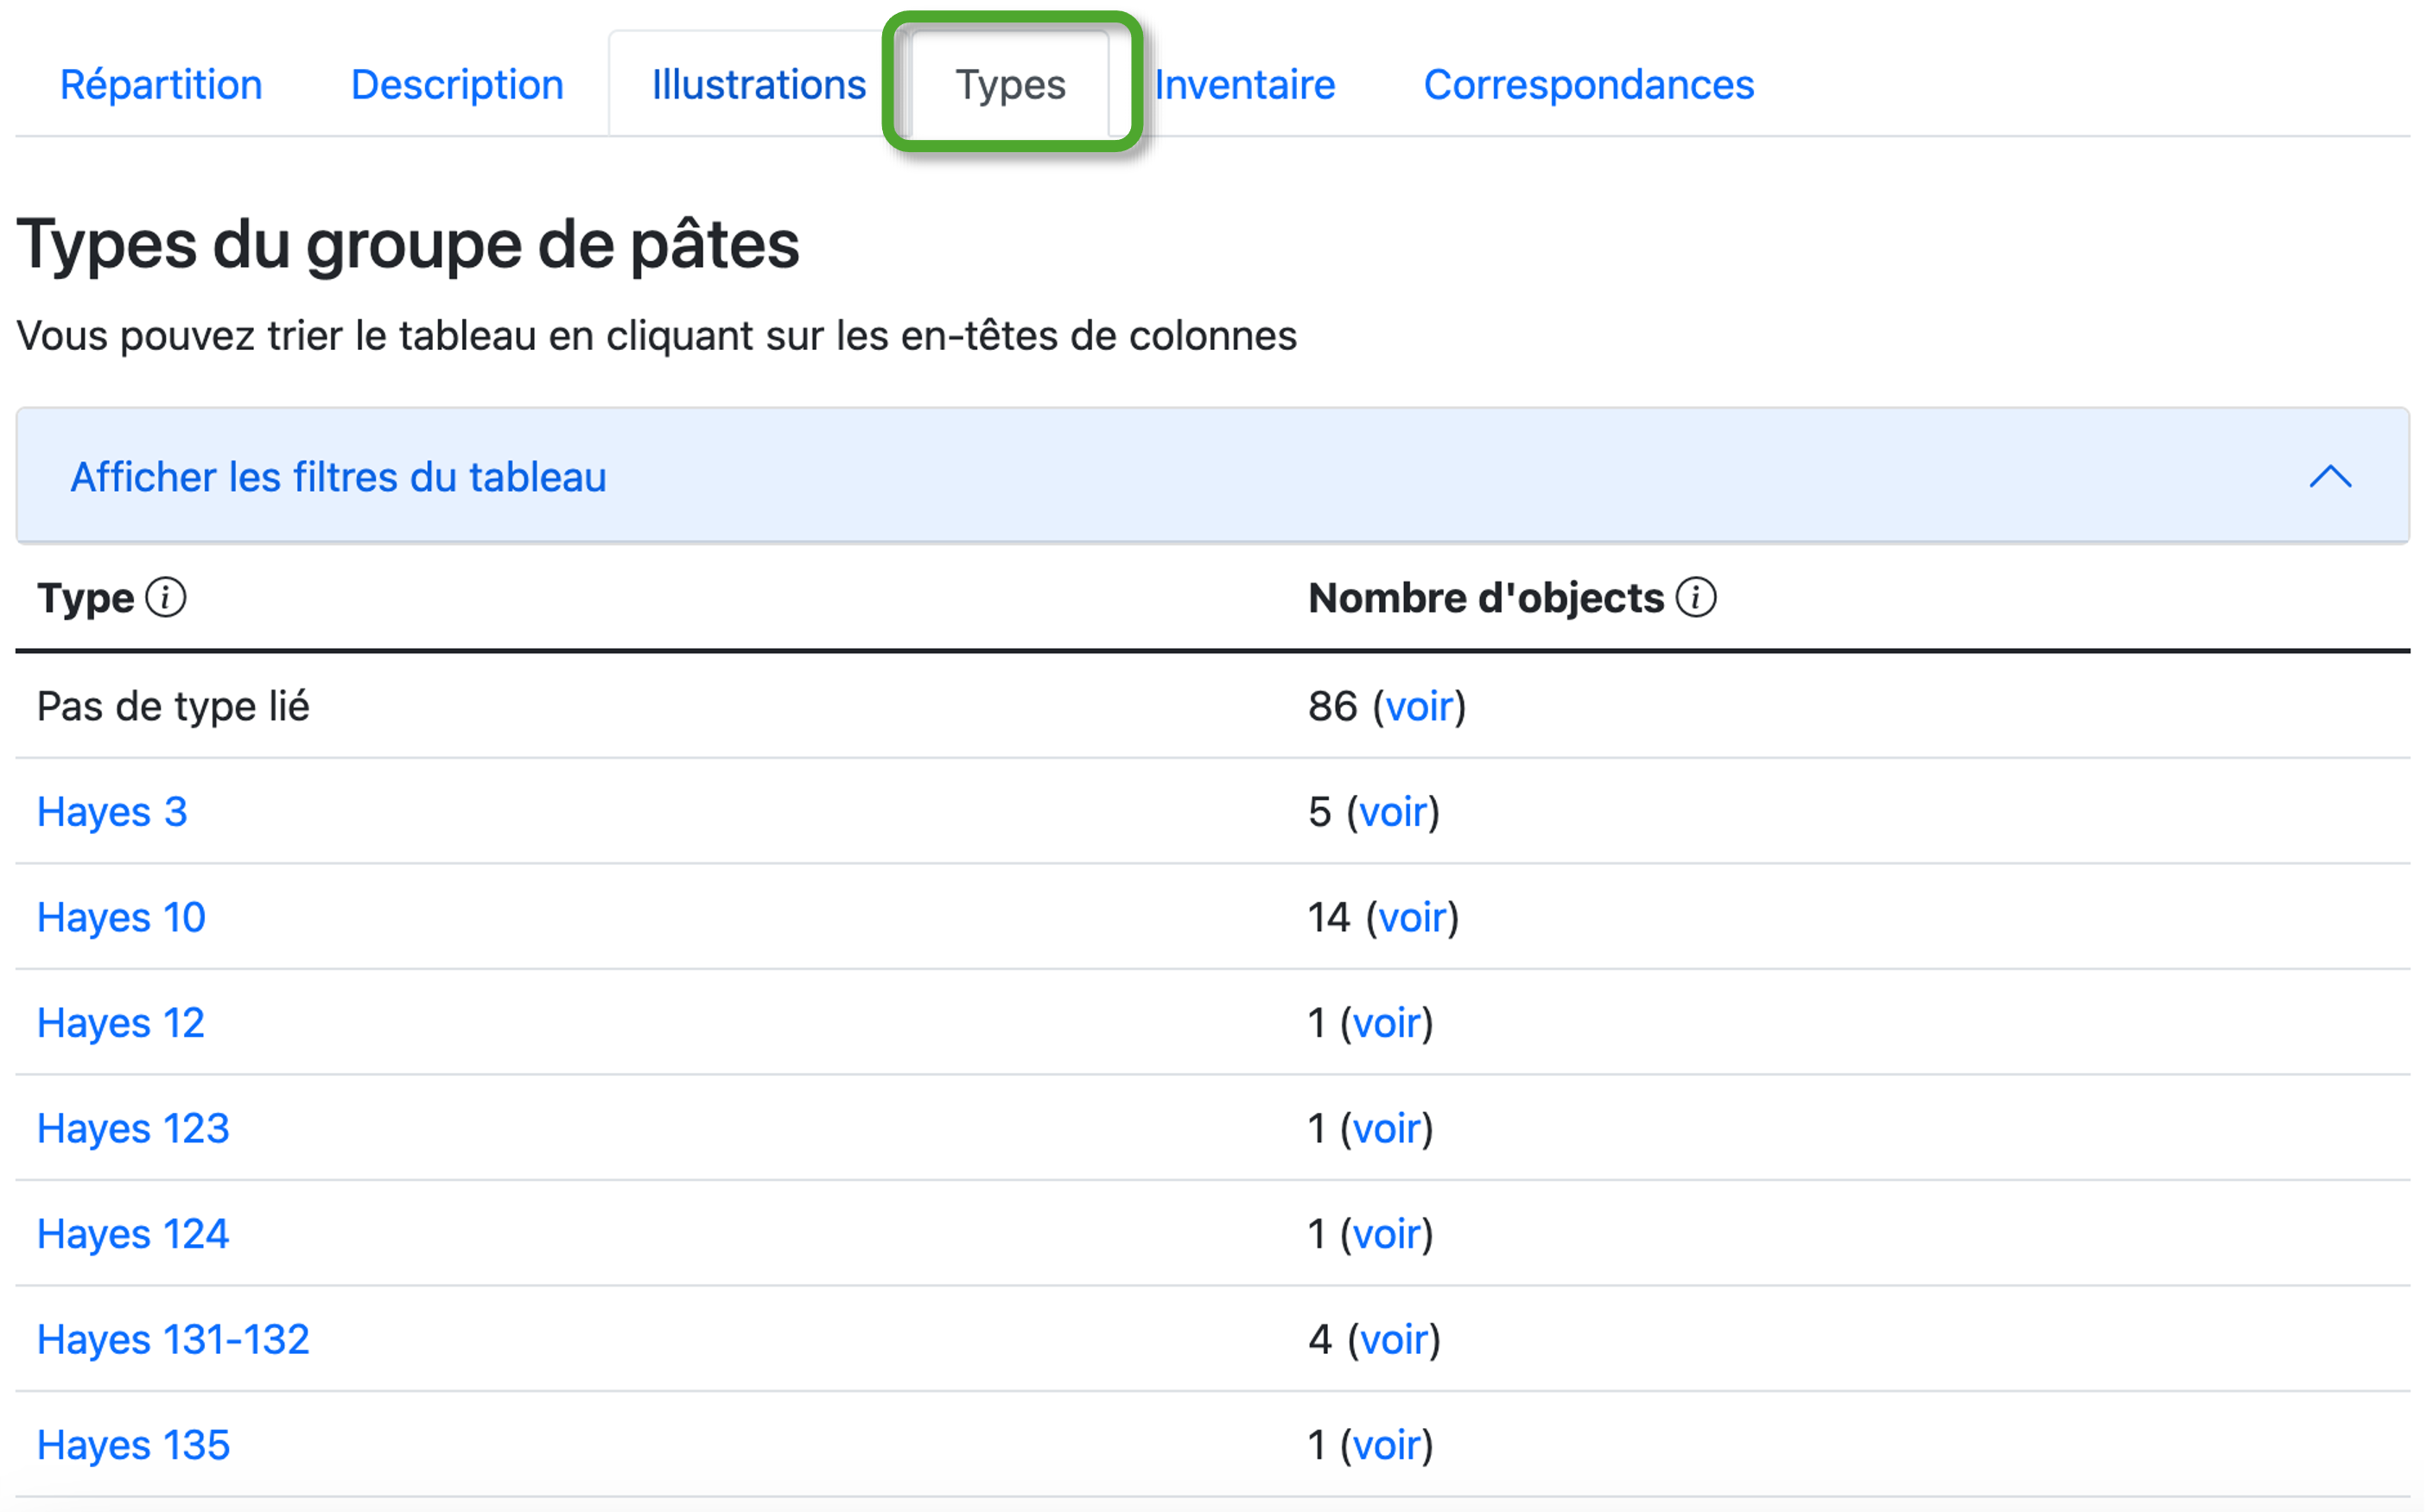 Répartition Description Illustrations Types Inventaire Correspondances
Types du groupe de pâtes
Vous pouvez trier le tableau en cliquant sur les en-têtes de colonnes
Afficher les filtres du tableau
Type i Nombre d'objects i
Pas de type lié 86 (voir)
Hayes 3 5 (voir)
Hayes 10 14 (voir)
Hayes 12 1 (voir)
Hayes 123 1 (voir)
Hayes 124 1 (voir)
Hayes 131-132 4 (voir)
Hayes 135 1 (voir)